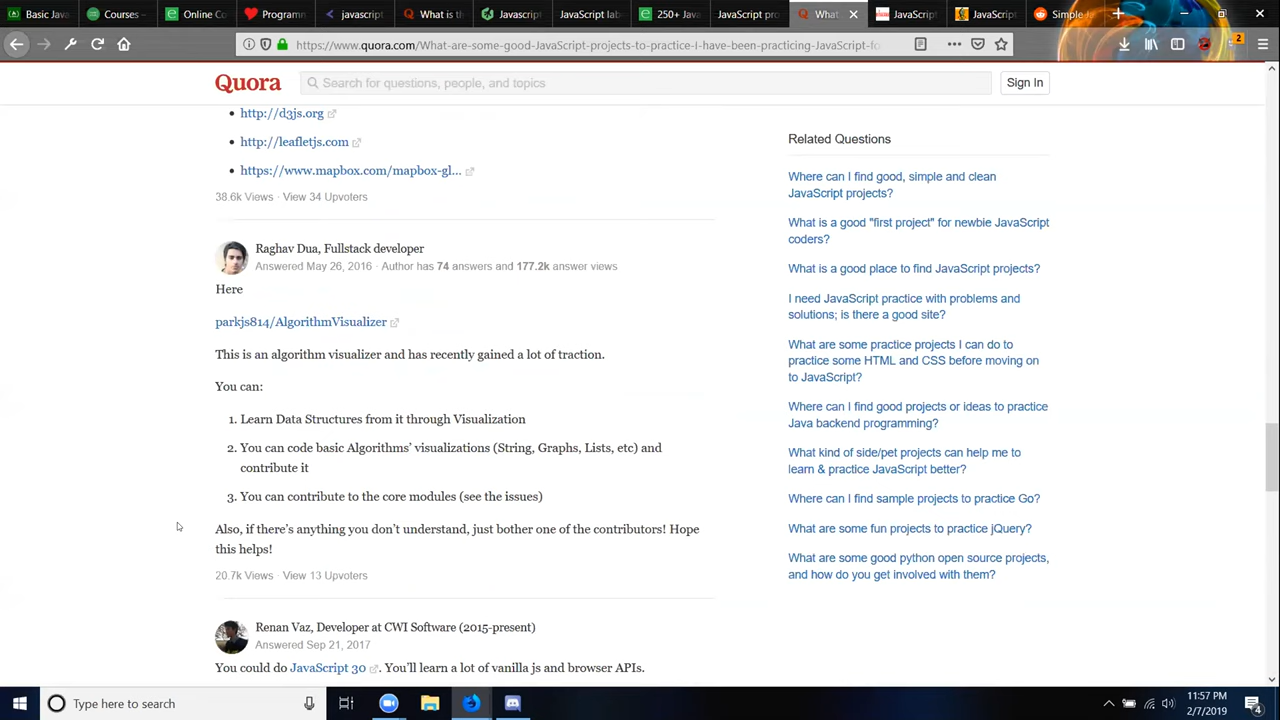 Basic Java
Courses –
Online Co
Programn
javascript
What is th
Javascript
JavaScript lab
250+ Java
JavaScript pro
What
JavaScript
JavaScript
Simple
https://www.quora.com/What-are-some-good-JavaScript-projects-to-practice-I-have-been-practicing-JavaScript-fo
2
Quora
Search for questions, people, and topics
Sign In
http://d3js.org
http://leafletjs.com
https://www.mapbox.com/mapbox-gl...
38.6k Views · View 34 Upvoters
Raghav Dua, Fullstack developer
Answered May 26, 2016 · Author has 74 answers and 177.2k answer views
Here
parkjs814/AlgorithmVisualizer
This is an algorithm visualizer and has recently gained a lot of traction.
You can:
1. Learn Data Structures from it through Visualization
2. You can code basic Algorithms’ visualizations (String, Graphs, Lists, etc) and
contribute it
3. You can contribute to the core modules (see the issues)
Also, if there’s anything you don’t understand, just bother one of the contributors! Hope
this helps!
20.7k Views · View 13 Upvoters
Renan Vaz, Developer at CWI Software (2015-present)
Answered Sep 21, 2017
You could do JavaScript 30. You’ll learn a lot of vanilla js and browser APIs.
Related Questions
Where can I find good, simple and clean
JavaScript projects?
What is a good "first project" for newbie JavaScript
coders?
What is a good place to find JavaScript projects?
I need JavaScript practice with problems and
solutions; is there a good site?
What are some practice projects I can do to
practice some HTML and CSS before moving on
to JavaScript?
Where can I find good projects or ideas to practice
Java backend programming?
What kind of side/pet projects can help me to
learn & practice JavaScript better?
Where can I find sample projects to practice Go?
What are some fun projects to practice jQuery?
What are some good python open source projects,
and how do you get involved with them?
Type here to search
11:57 PM
2/7/2019
4